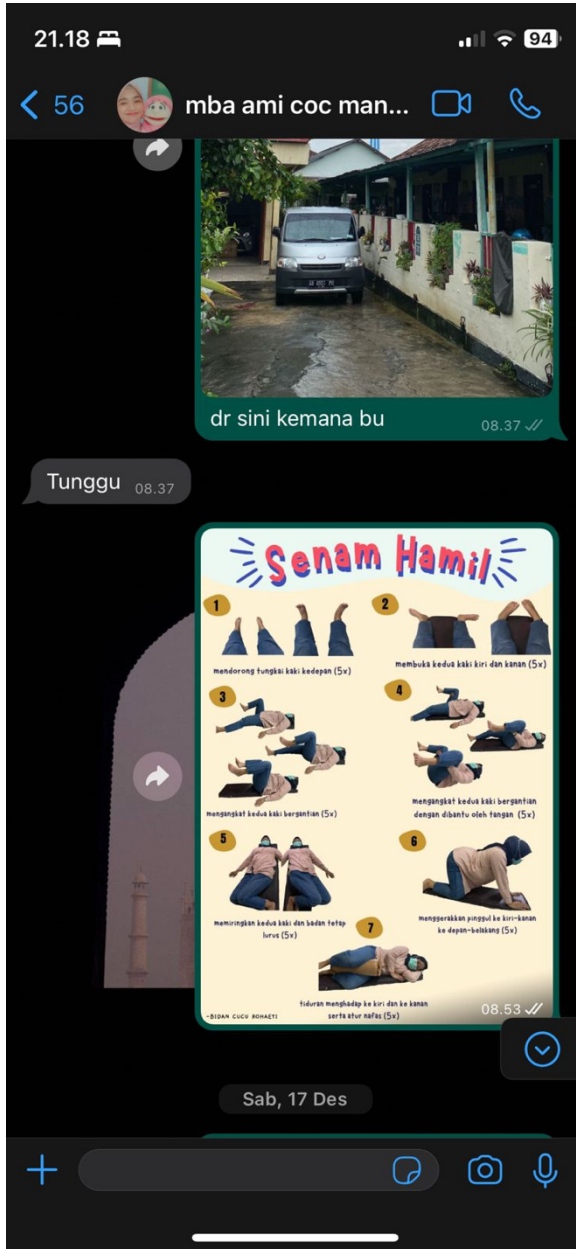 21.18
94
56
mba ami coc man...
dr sini kemana bu
08.37
Tunggu
08.37
Senam Hamil
1
2
mendorong tungkai kaki kedepan (5x)
membuka kedua kaki kiri dan kanan (5x)
3
4
mengangkat kedua kaki bergantian (5x)
mengangkat kedua kaki bergantian
dengan dibantu oleh tangan (5x)
5
6
memiringkan kedua kaki dan badan tetap
lurus (5x)
menggerakkan pinggul ke kiri-kanan
ke depan-belakang (5x)
7
tiduran menghadap ke kiri dan ke kanan
serta atur nafas (5x)
-BIDAN CUCU ROHAETI
08.53
Sab, 17 Des